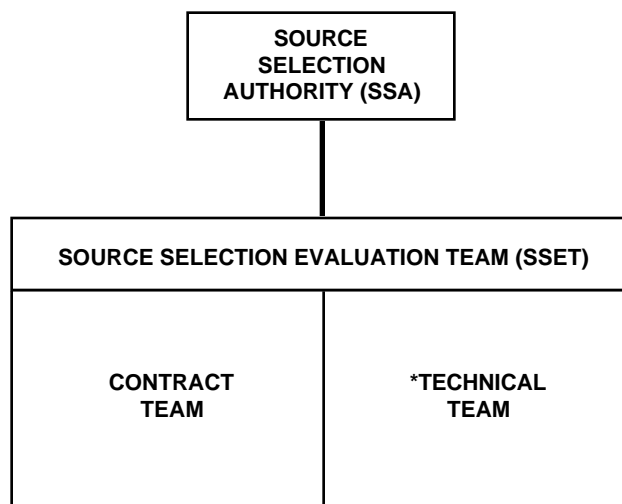 SOURCE
SELECTION
AUTHORITY (SSA)
SOURCE SELECTION EVALUATION TEAM (SSET)
CONTRACT
TEAM
*TECHNICAL
TEAM